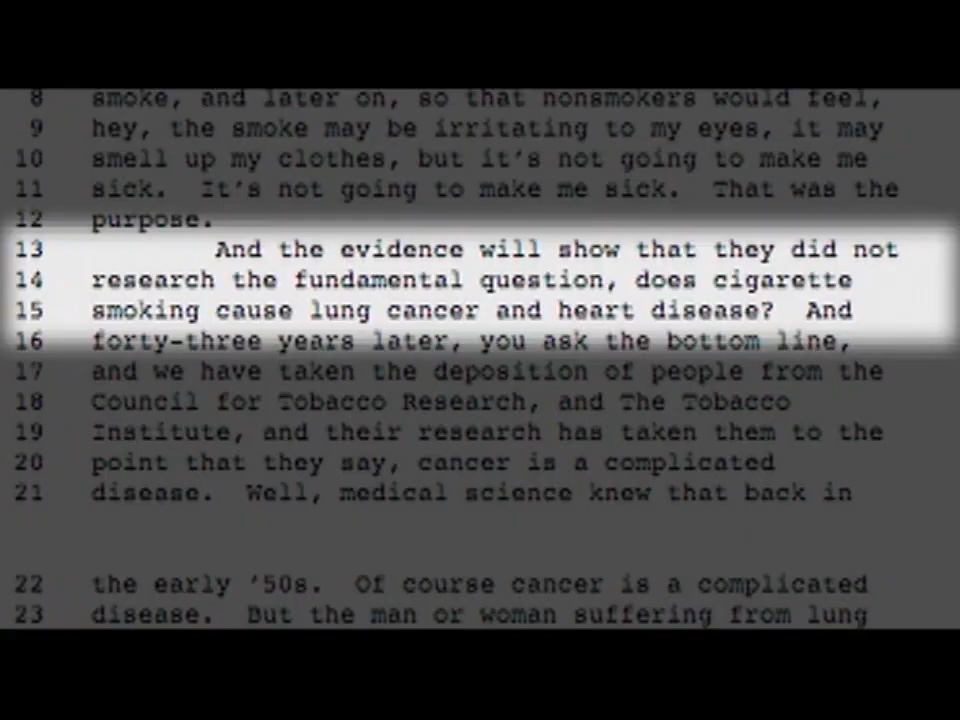 8 smoke, and later on, so that nonsmokers would feel,
9 hey, the smoke may be irritating to my eyes, it may
10 smell up my clothes, but it's not going to make me
11 sick. It's not going to make me sick. That was the
12 purpose.
13 And the evidence will show that they did not
14 research the fundamental question, does cigarette
15 smoking cause lung cancer and heart disease? And
16 forty-three years later, you ask the bottom line,
17 and we have taken the deposition of people from the
18 Council for Tobacco Research, and The Tobacco
19 Institute, and their research has taken them to the
20 point that they say, cancer is a complicated
21 disease. Well, medical science knew that back in
22 the early '50s. Of course cancer is a complicated
23 disease. But the man or woman suffering from lung